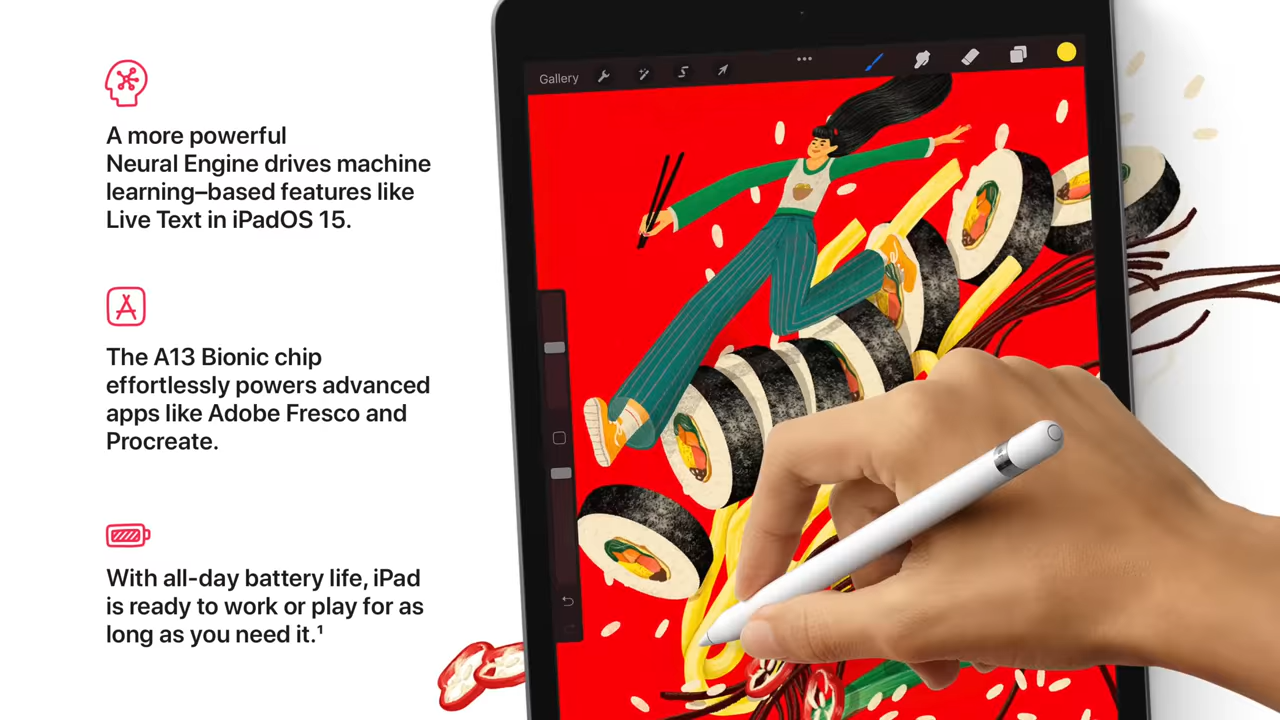 A more powerful
Neural Engine drives machine
learning–based features like
Live Text in iPadOS 15.
The A13 Bionic chip
effortlessly powers advanced
apps like Adobe Fresco and
Procreate.
With all-day battery life, iPad
is ready to work or play for as
long as you need it.¹
Gallery